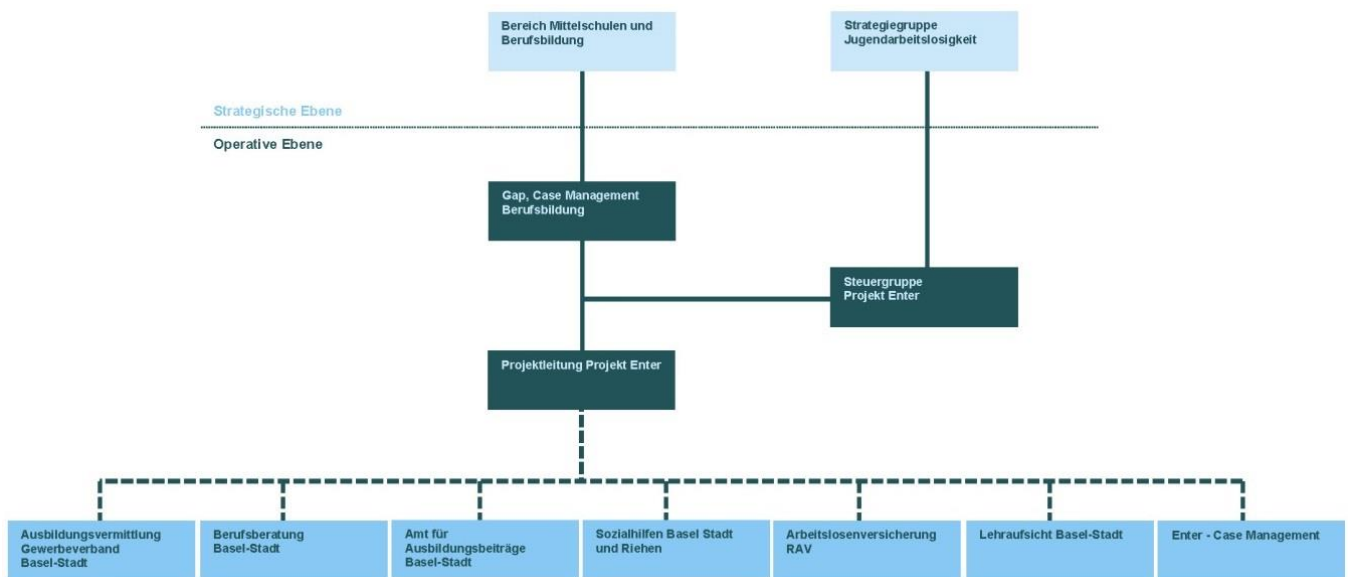 Bereich Mittelschulen und
Berufsbildung
Strategiegruppe
Jugendarbeitslosigkeit
Strategische Ebene
Operative Ebene
Gap, Case Management
Berufsbildung
Steuergruppe
Projekt Enter
Projektleitung Projekt Enter
Ausbildungsvermittlung
Gewerbeverband
Basel-Stadt
Berufsberatung
Basel-Stadt
Amt für
Ausbildungsbeiträge
Basel-Stadt
Sozialhilfen Basel Stadt
und Riehen
Arbeitslosenversicherung
RAV
Lehraufsicht Basel-Stadt
Enter - Case Management